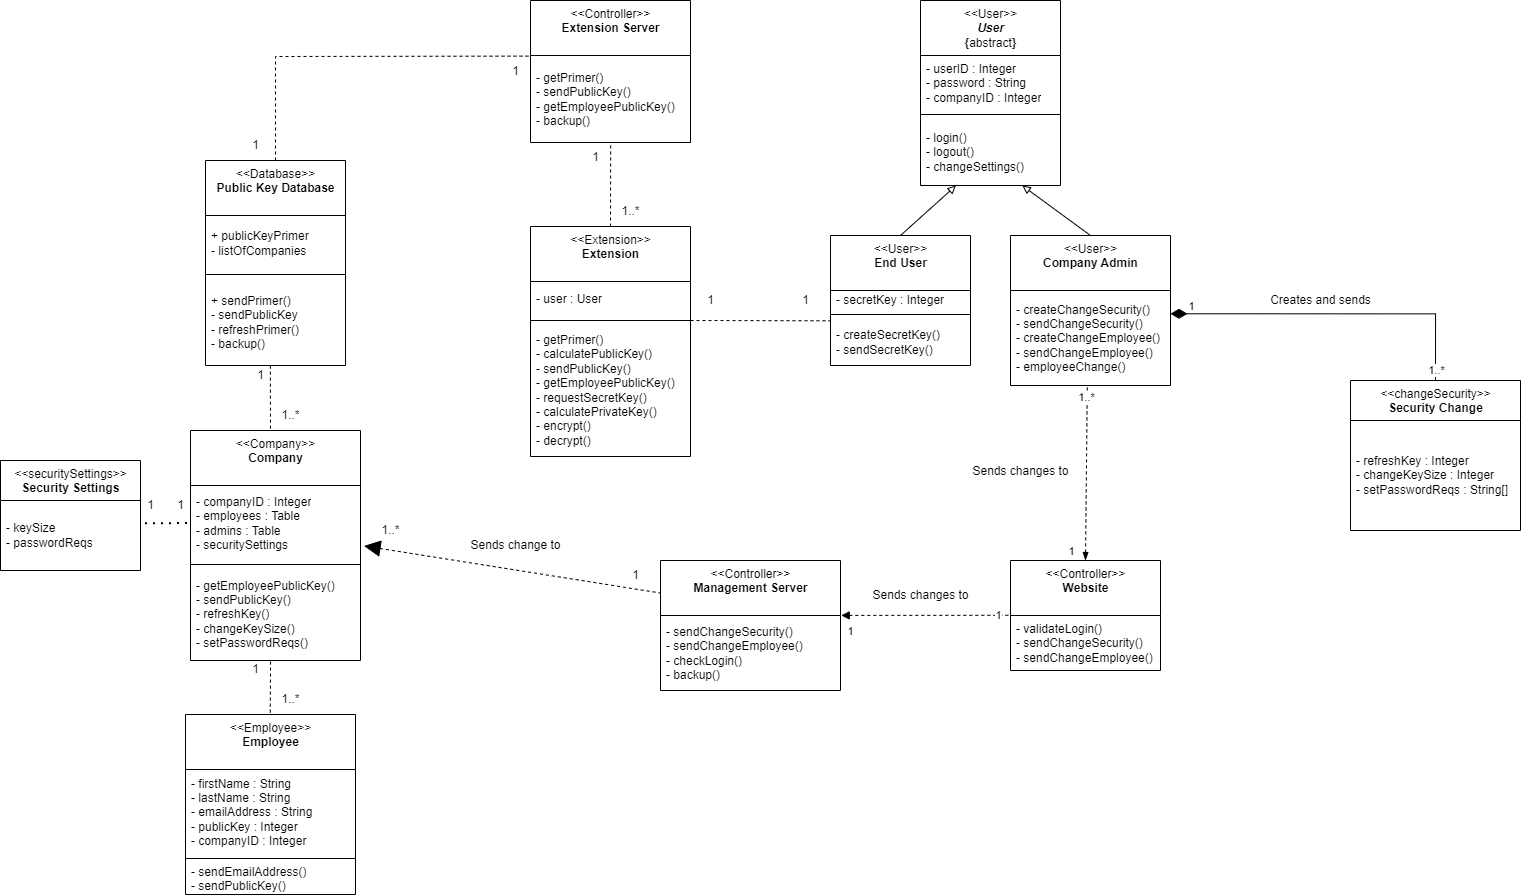 <<Controller>>
Extension Server
- getPrimer()
- sendPublicKey()
- getEmployeePublicKey()
- backup()
<<User>>
User
{abstract}
- userID : Integer
- password : String
- companyID : Integer
- login()
- logout()
- changeSettings()
1
1
1
1..*
<<Database>>
Public Key Database
+ publicKeyPrimer
- listOfCompanies
+ sendPrimer()
- sendPublicKey
- refreshPrimer()
- backup()
<<Extension>>
Extension
- user : User
- getPrimer()
- calculatePublicKey()
- sendPublicKey()
- getEmployeePublicKey()
- requestSecretKey()
- calculatePrivateKey()
- encrypt()
- decrypt()
1
1
<<User>>
End User
- secretKey : Integer
- createSecretKey()
- sendSecretKey()
<<User>>
Company Admin
- createChangeSecurity()
- sendChangeSecurity()
- createChangeEmployee()
- sendChangeEmployee()
- employeeChange()
1
Creates and sends
1..*
<<changeSecurity>>
Security Change
- refreshKey : Integer
- changeKeySize : Integer
- setPasswordReqs : String[]
1
1..*
<<securitySettings>>
Security Settings
- keySize
- passwordReqs
1
1
<<Company>>
Company
- companyID : Integer
- employees : Table
- admins : Table
- securitySettings
- getEmployeePublicKey()
- sendPublicKey()
- refreshKey()
- changeKeySize()
- setPasswordReqs()
1..*
Sends change to
1
<<Controller>>
Management Server
- sendChangeSecurity()
- sendChangeEmployee()
- checkLogin()
- backup()
Sends changes to
1
1
1..*
Sends changes to
1
<<Controller>>
Website
- validateLogin()
- sendChangeSecurity()
- sendChangeEmployee()
1
1..*
<<Employee>>
Employee
- firstName : String
- lastName : String
- emailAddress : String
- publicKey : Integer
- companyID : Integer
- sendEmailAddress()
- sendPublicKey()